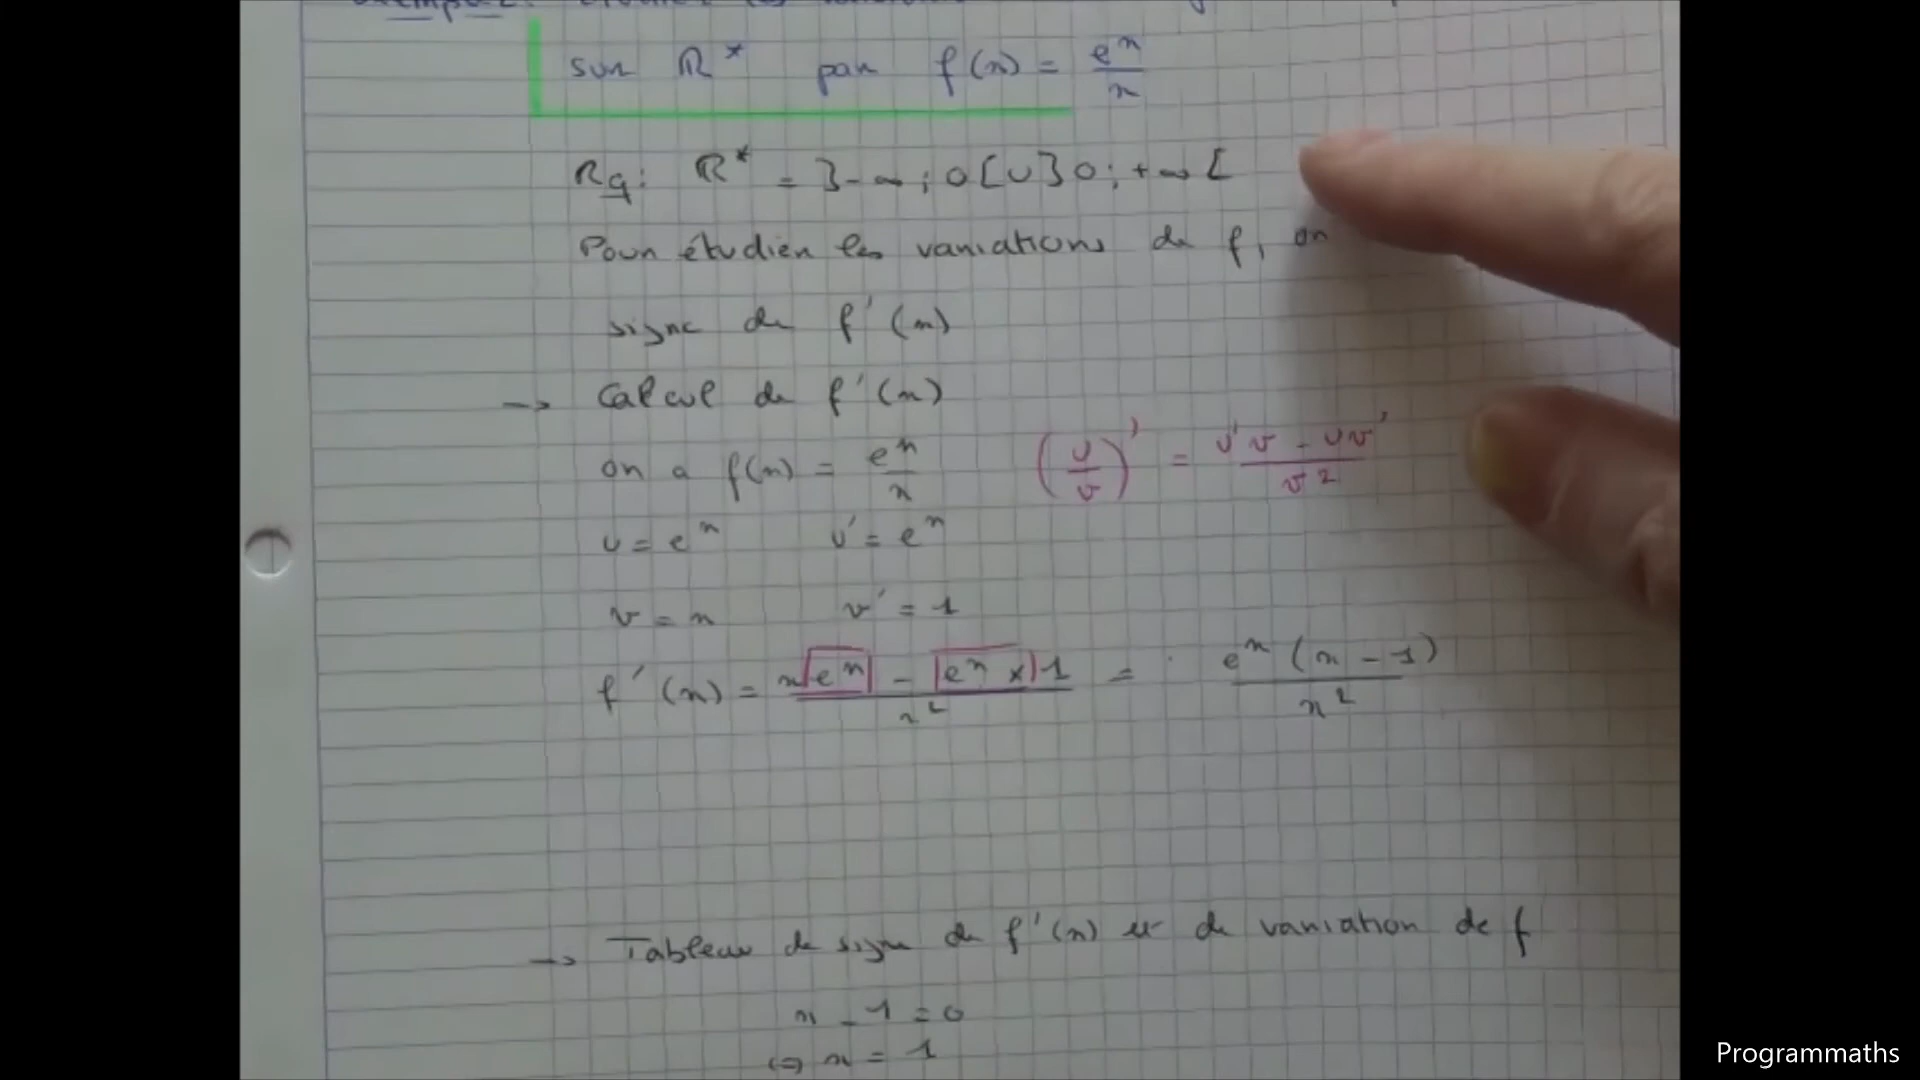 sur ℝ* par f(x) = e^x/x
Rq: ℝ* = ]-∞; 0[∪]0; +∞[
Pour étudier les variations de f, on
signe de f'(x)
→ Calcul de f'(x)
on a f(x) = e^x/x (u/v)' = (u'v - uv')/v²
u = e^x u' = e^x
v = x v' = 1
f'(x) = (x e^x - e^x × 1)/x² = e^x (x - 1)/x²
→ Tableau de signe de f'(x) et de variation de f
x - 1 = 0
⇔ x = 1
Programmaths